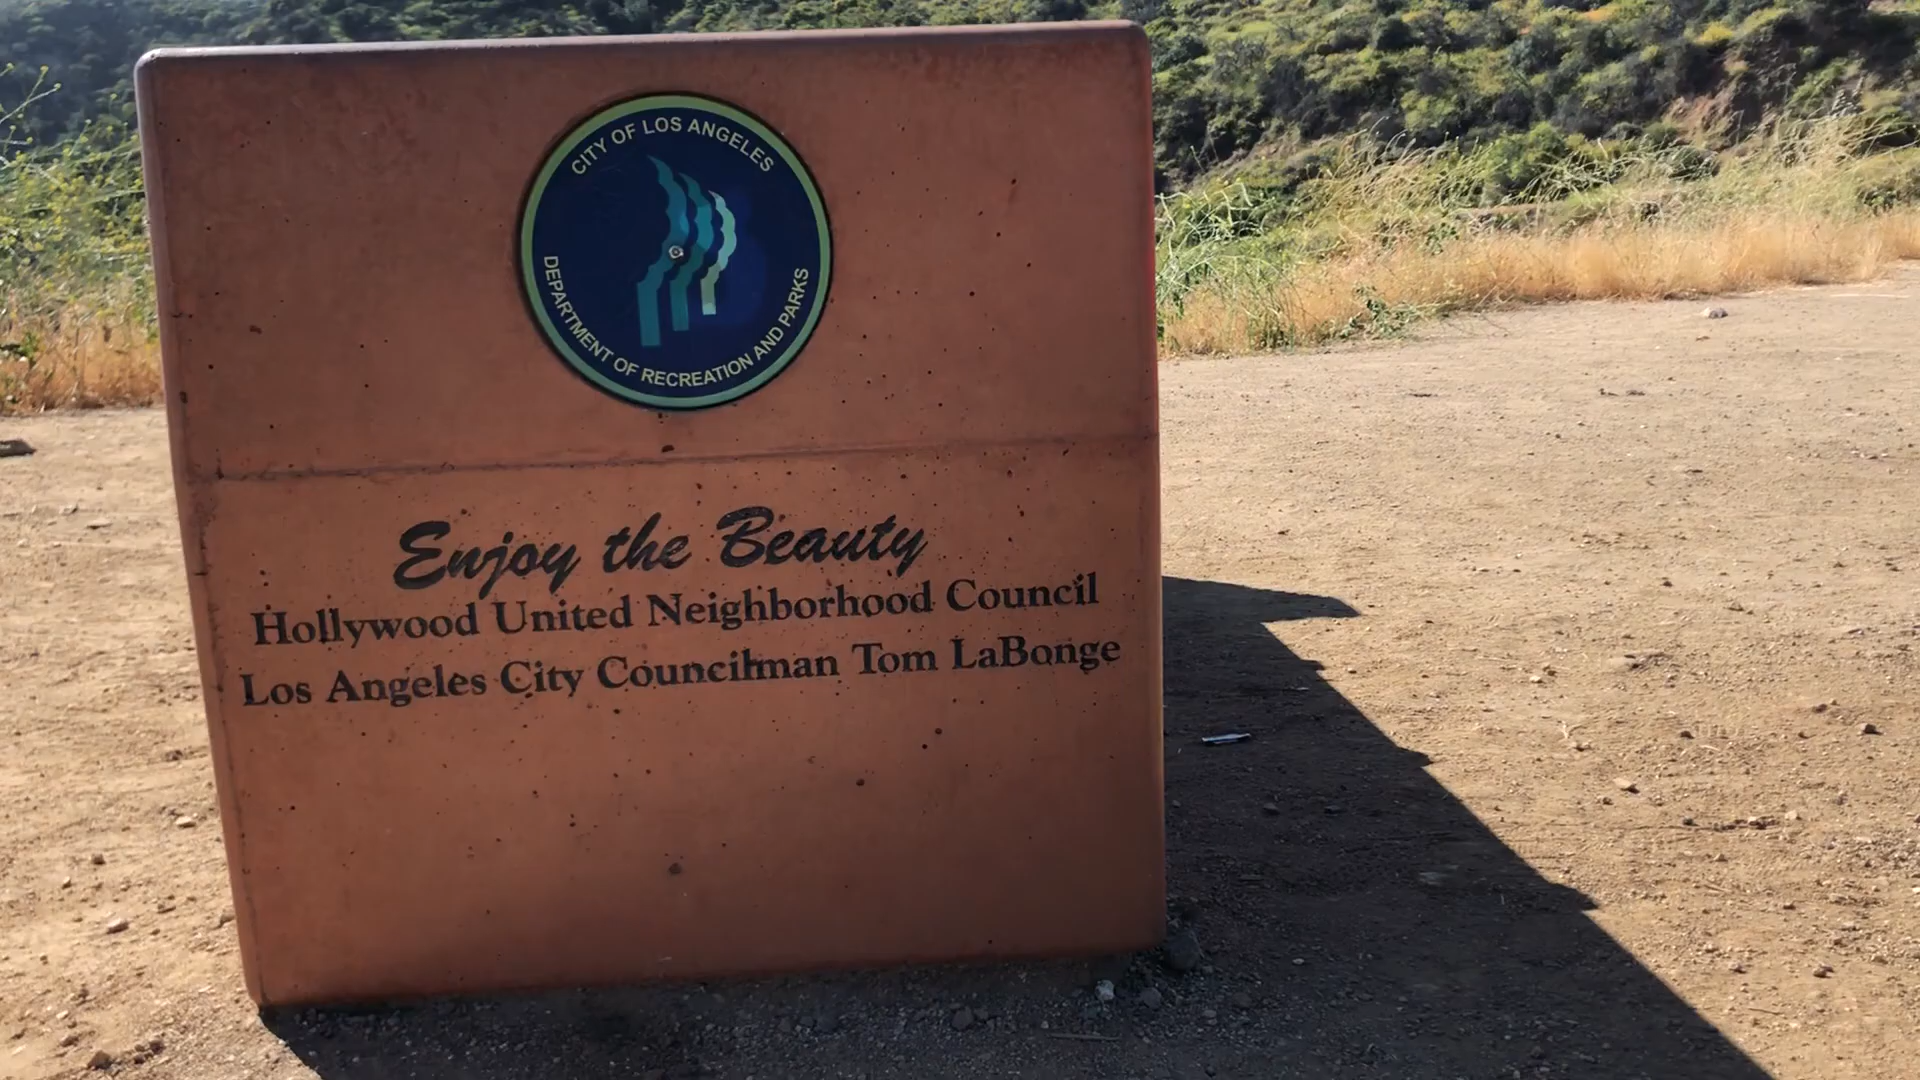 CITY OF LOS ANGELES
DEPARTMENT OF RECREATION AND PARKS
Enjoy the Beauty
Hollywood United Neighborhood Council
Los Angeles City Councilman Tom LaBonge